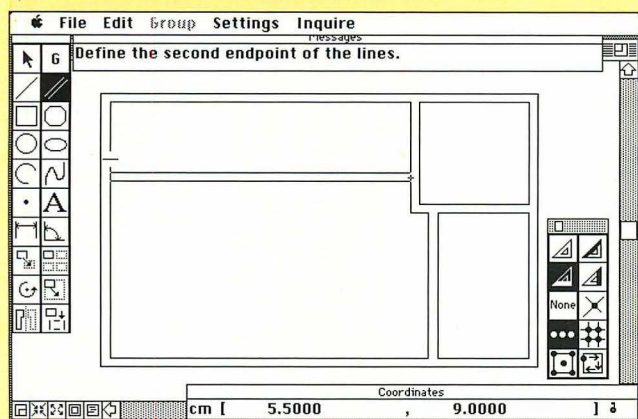 File Edit Group Settings Inquire
Messages
Define the second endpoint of the lines.
G
A
None
Coordinates
cm [ 5.5000 , 9.0000 ]